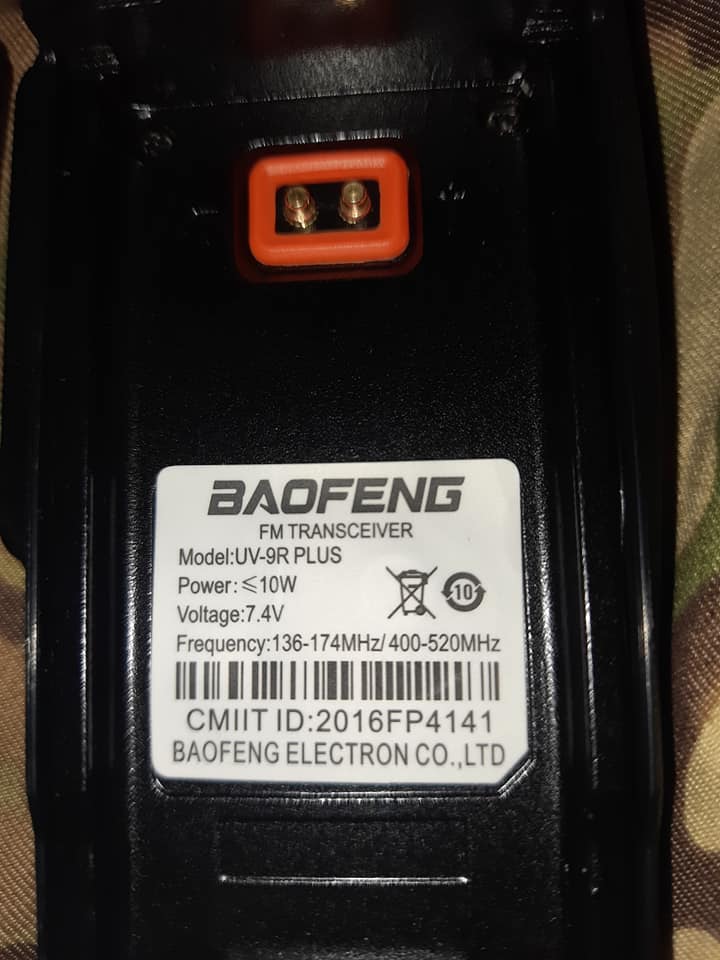 BAOFENG
FM TRANSCEIVER
Model:UV-9R PLUS
Power:≤10W
Voltage:7.4V
10
Frequency:136-174MHz/ 400-520MHz
CMIIT ID:2016FP4141
BAOFENG ELECTRON CO.,LTD